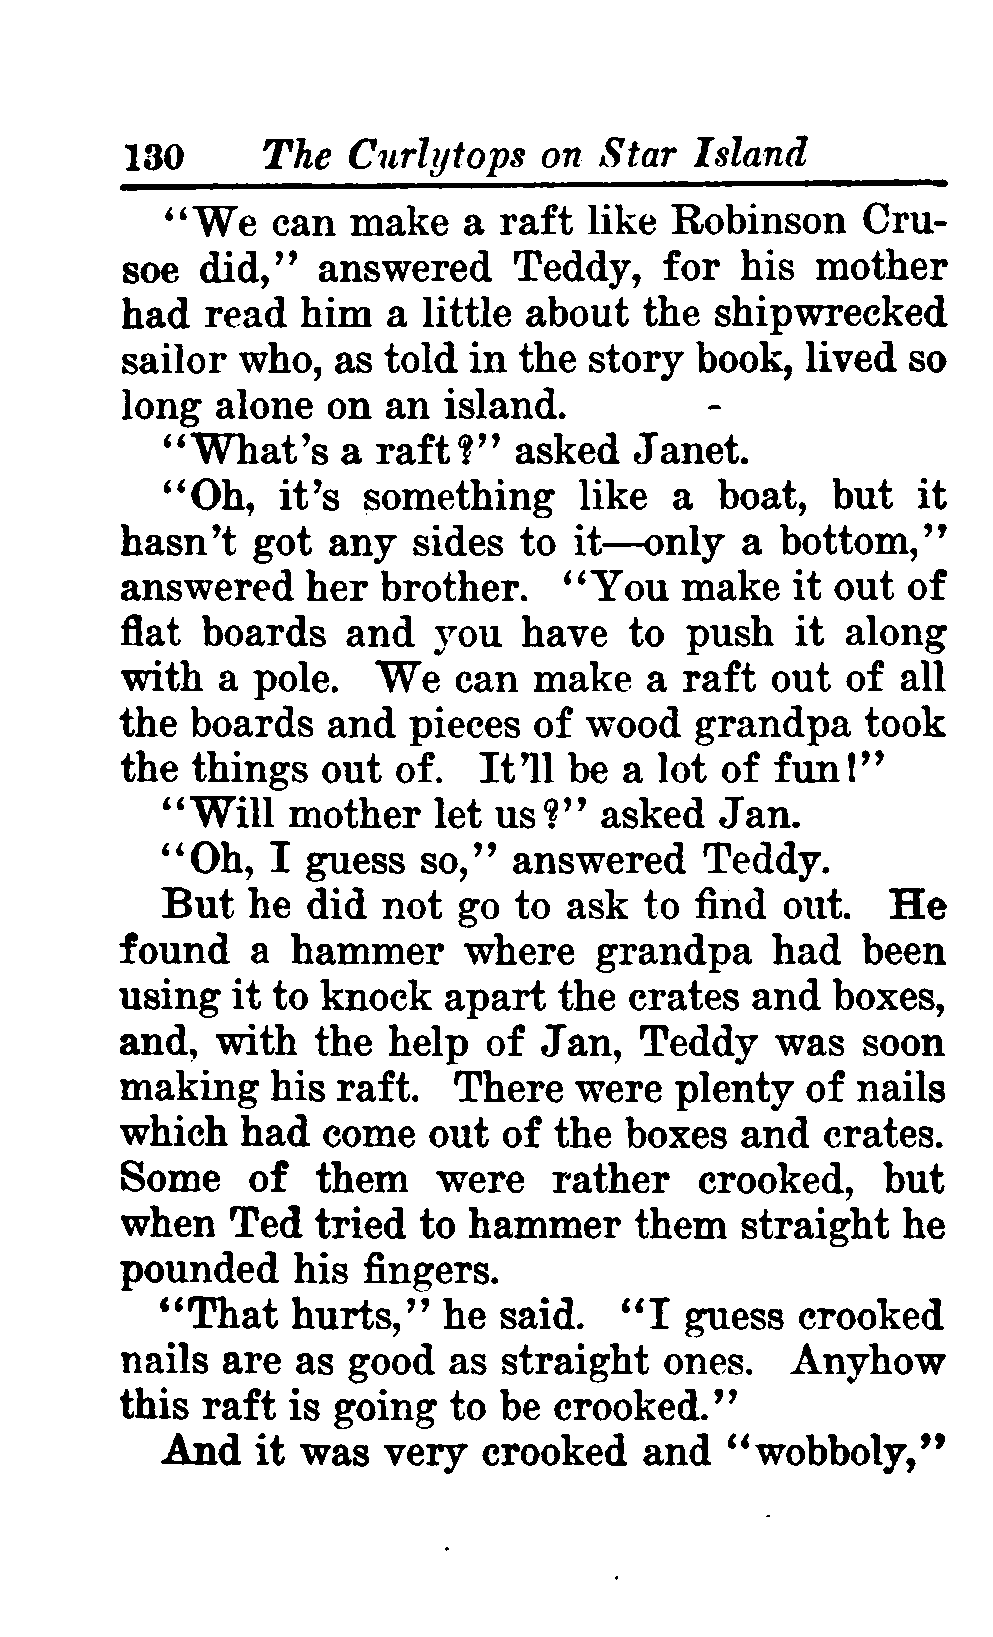 130 The Curlytops on Star Island
"We can make a raft like Robinson Cru-
soe did," answered Teddy, for his mother
had read him a little about the shipwrecked
sailor who, as told in the story book, lived so
long alone on an island.
"What's a raft?" asked Janet.
"Oh, it's something like a boat, but it
hasn't got any sides to it—only a bottom,"
answered her brother. "You make it out of
flat boards and you have to push it along
with a pole. We can make a raft out of all
the boards and pieces of wood grandpa took
the things out of. It'll be a lot of fun!"
"Will mother let us?" asked Jan.
"Oh, I guess so," answered Teddy.
But he did not go to ask to find out. He
found a hammer where grandpa had been
using it to knock apart the crates and boxes,
and, with the help of Jan, Teddy was soon
making his raft. There were plenty of nails
which had come out of the boxes and crates.
Some of them were rather crooked, but
when Ted tried to hammer them straight he
pounded his fingers.
"That hurts," he said. "I guess crooked
nails are as good as straight ones. Anyhow
this raft is going to be crooked."
And it was very crooked and "wobboly,"